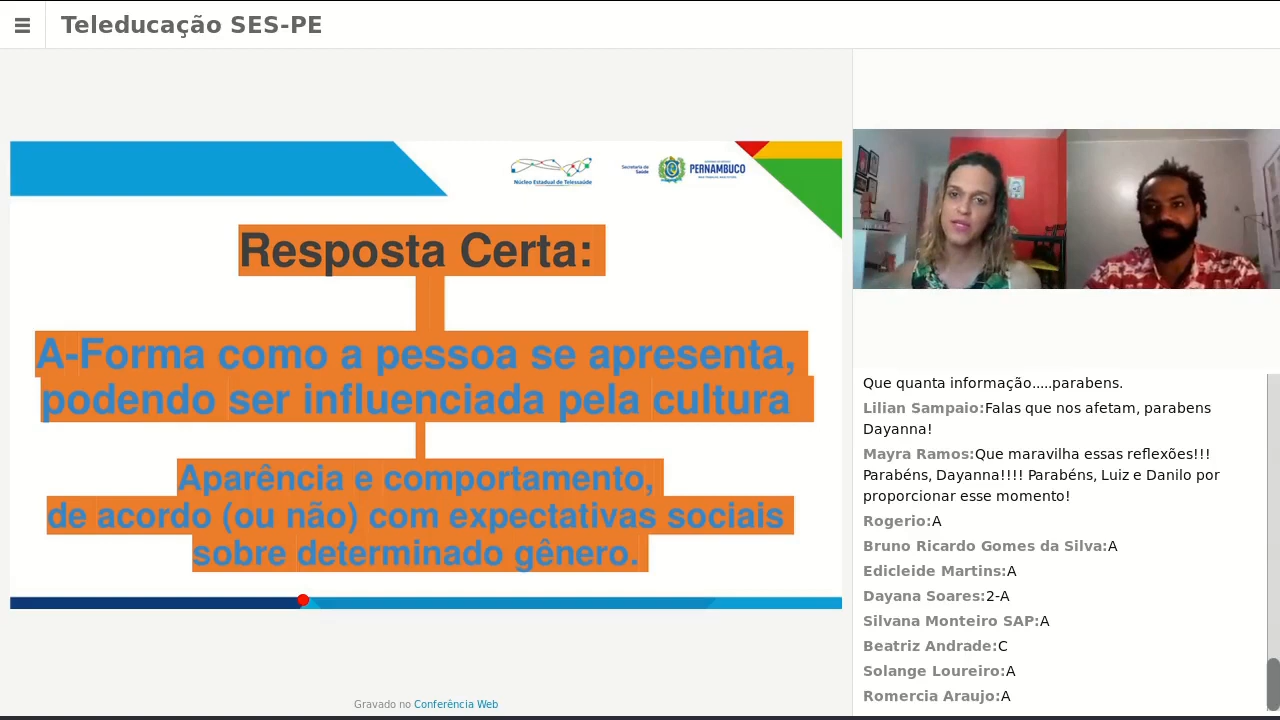 Teleducação SES-PE
Núcleo Estadual de Telessaúde
Secretaria de
Saúde
PERNAMBUCO
Resposta Certa:
A-Forma como a pessoa se apresenta,
podendo ser influenciada pela cultura
Aparência e comportamento,
de acordo (ou não) com expectativas sociais
sobre determinado gênero.
Gravado no Conferência Web
Que quanta informação.....parabens.
Lilian Sampaio:Falas que nos afetam, parabens
Dayanna!
Mayra Ramos:Que maravilha essas reflexões!!!
Parabéns, Dayanna!!!! Parabéns, Luiz e Danilo por
proporcionar esse momento!
Rogerio:A
Bruno Ricardo Gomes da Silva:A
Edicleide Martins:A
Dayana Soares:2-A
Silvana Monteiro SAP:A
Beatriz Andrade:C
Solange Loureiro:A
Romercia Araujo:A